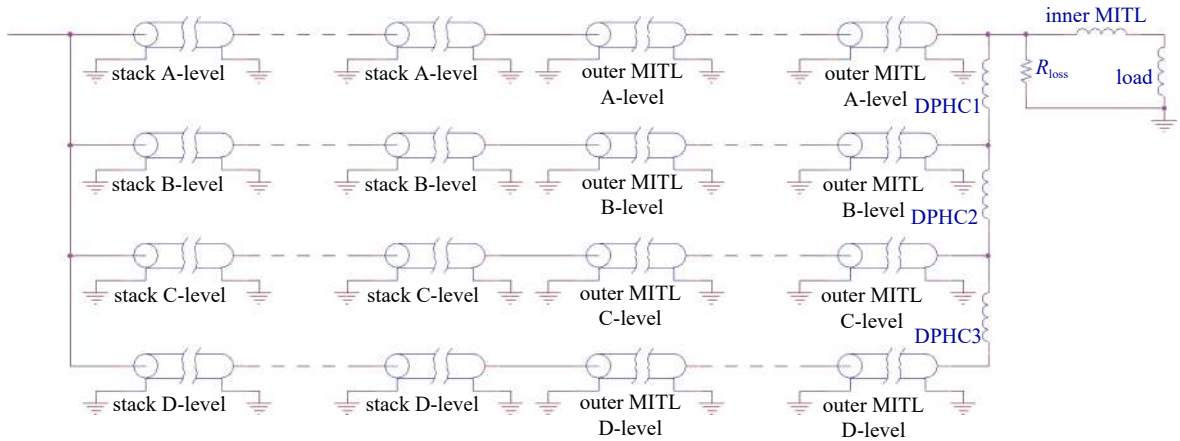 inner MITL
stack A-level
stack A-level
outer MITL
A-level
outer MITL
A-level
DPHC1
Rloss
load
stack B-level
stack B-level
outer MITL
B-level
outer MITL
B-level
DPHC2
stack C-level
stack C-level
outer MITL
C-level
outer MITL
C-level
DPHC3
stack D-level
stack D-level
outer MITL
D-level
outer MITL
D-level